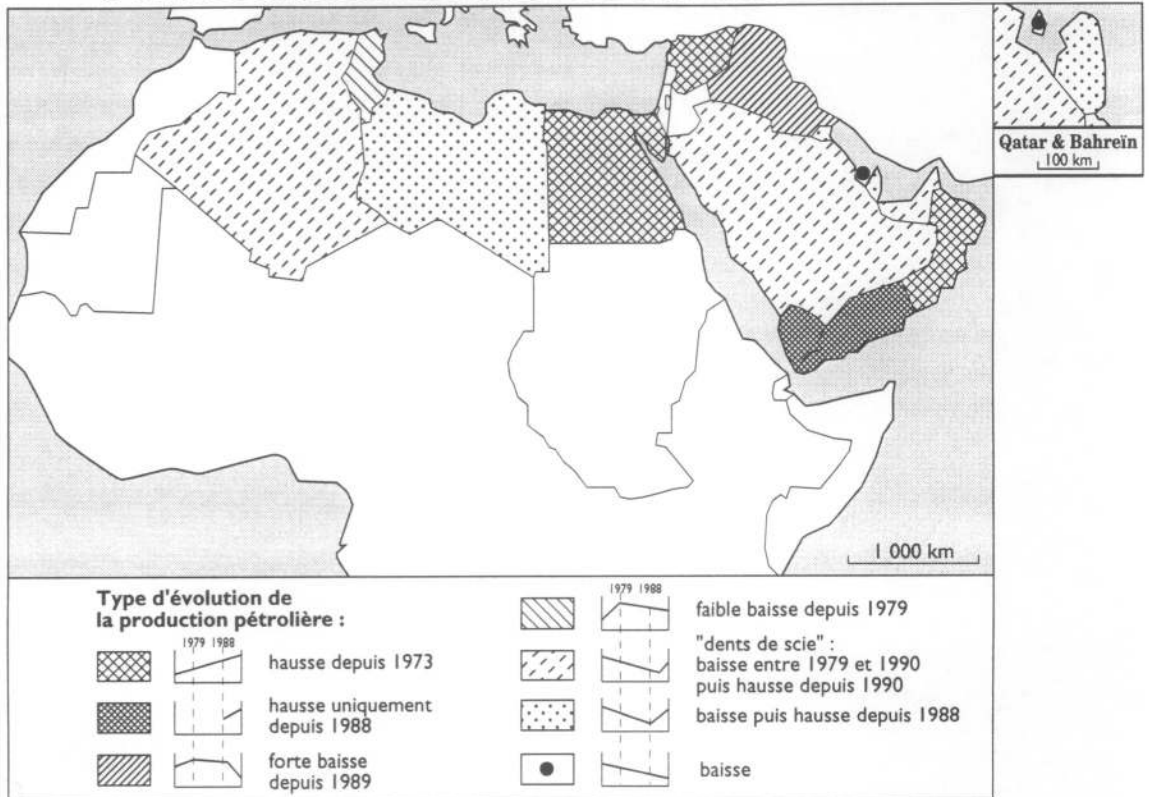 Qatar & Bahreïn
100 km
1 000 km
Type d'évolution de
la production pétrolière :
1979 1988
hausse depuis 1973
hausse uniquement
depuis 1988
forte baisse
depuis 1989
1979 1988
faible baisse depuis 1979
"dents de scie" :
baisse entre 1979 et 1990
puis hausse depuis 1990
baisse puis hausse depuis 1988
baisse